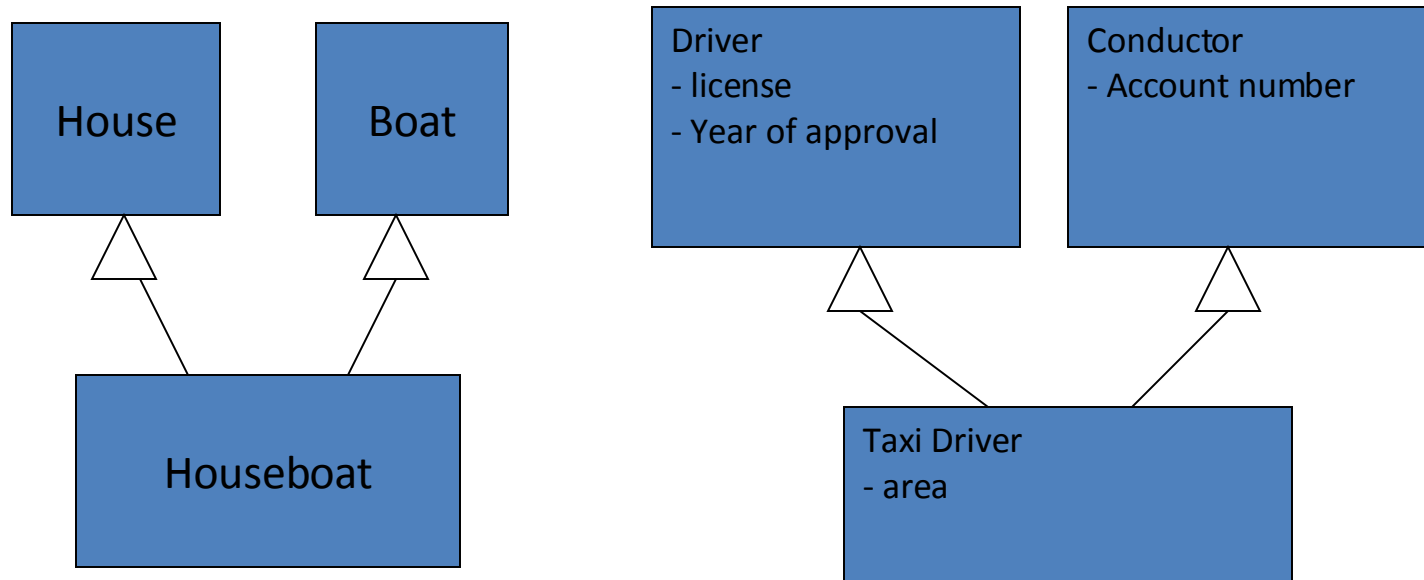 House
Boat
Houseboat
Driver
- license
- Year of approval
Conductor
- Account number
Taxi Driver
- area